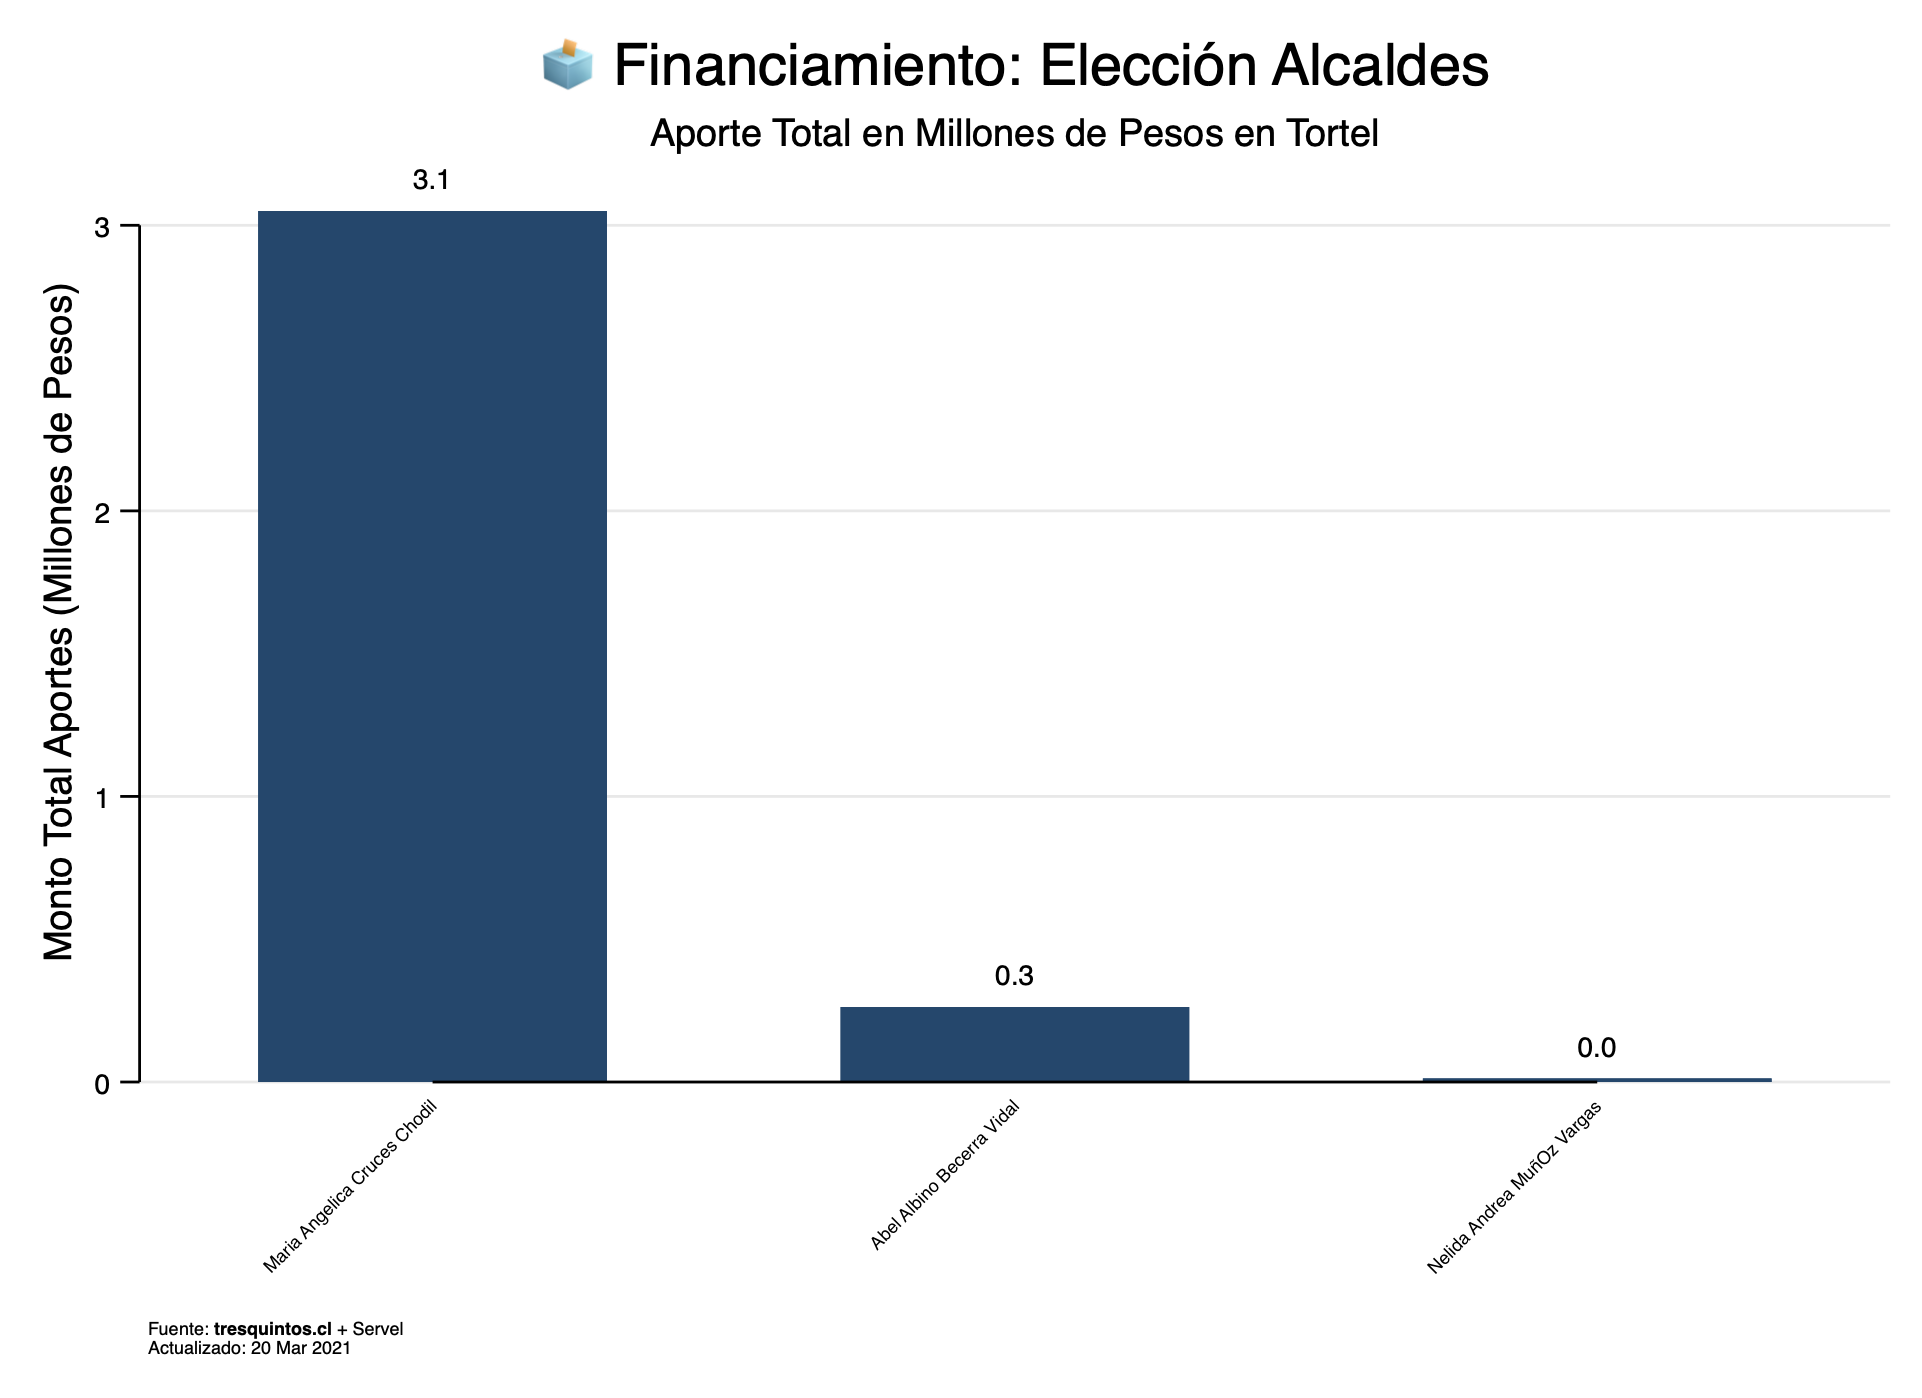 Financiamiento: Elección Alcaldes
Aporte Total en Millones de Pesos en Tortel
Monto Total Aportes (Millones de Pesos)
3
2
1
0
3.1
0.3
0.0
Maria Angelica Cruces Chodil
Abel Albino Becerra Vidal
Nelida Andrea MuñOz Vargas
Fuente: tresquintos.cl + Servel
Actualizado: 20 Mar 2021